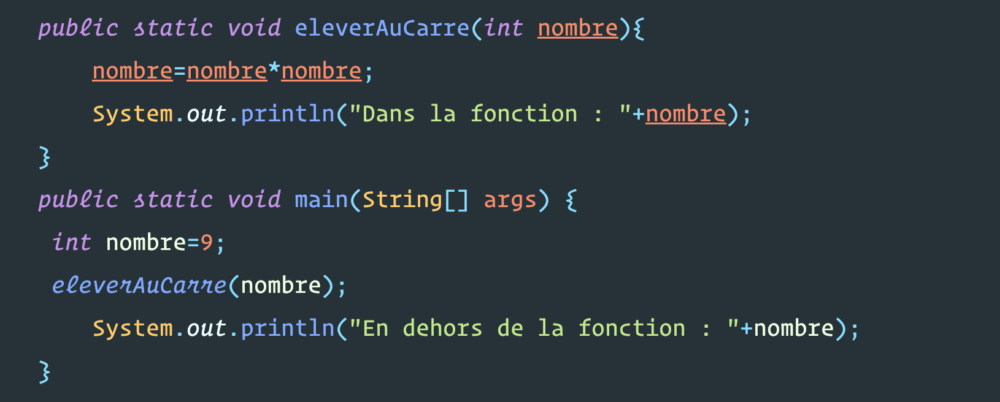 public static void eleverAuCarre(int nombre){
nombre=nombre*nombre;
System.out.println("Dans la fonction : "+nombre);
}
public static void main(String[] args) {
int nombre=9;
eleverAuCarre(nombre);
System.out.println("En dehors de la fonction : "+nombre);
}